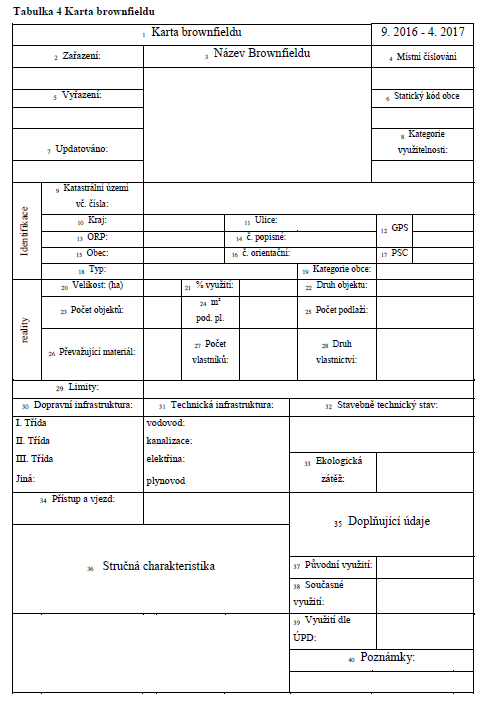 Tabulka 4 Karta brownfieldu
1 Karta brownfieldu
9. 2016 - 4. 2017
2 Zařazení:
3 Název Brownfieldu
4 Místní číslování
5 Vyřazení:
6 Statický kód obce
7 Updatováno:
8 Kategorie
využitelnosti:
Identifikace
9 Katastrální území
vč. čísla:
10 Kraj:
11 Ulice:
12 GPS
13 ORP:
14 č. popisné:
15 Obec:
16 č. orientační:
17 PSC
18 Typ:
19 Kategorie obce:
reality
20 Velikost: (ha)
21 % využití:
22 Druh objektu:
23 Počet objektů:
24 m²
pod. pl.
25 Počet podlaží:
26 Převažující materiál:
27 Počet
vlastníků:
28 Druh
vlastnictví:
29 Limity:
30 Dopravní infrastruktura:
31 Technická infrastruktura:
32 Stavebně technický stav:
I. Třída
vodovod:
II. Třída
kanalizace:
III. Třída
elektřina:
Jiná:
plynovod
33 Ekologická
zátěž:
34 Přístup a vjezd:
35 Doplňující údaje
36 Stručná charakteristika
37 Původní využití:
38 Současné
využití:
39 Využití dle
ÚPD:
40 Poznámky: